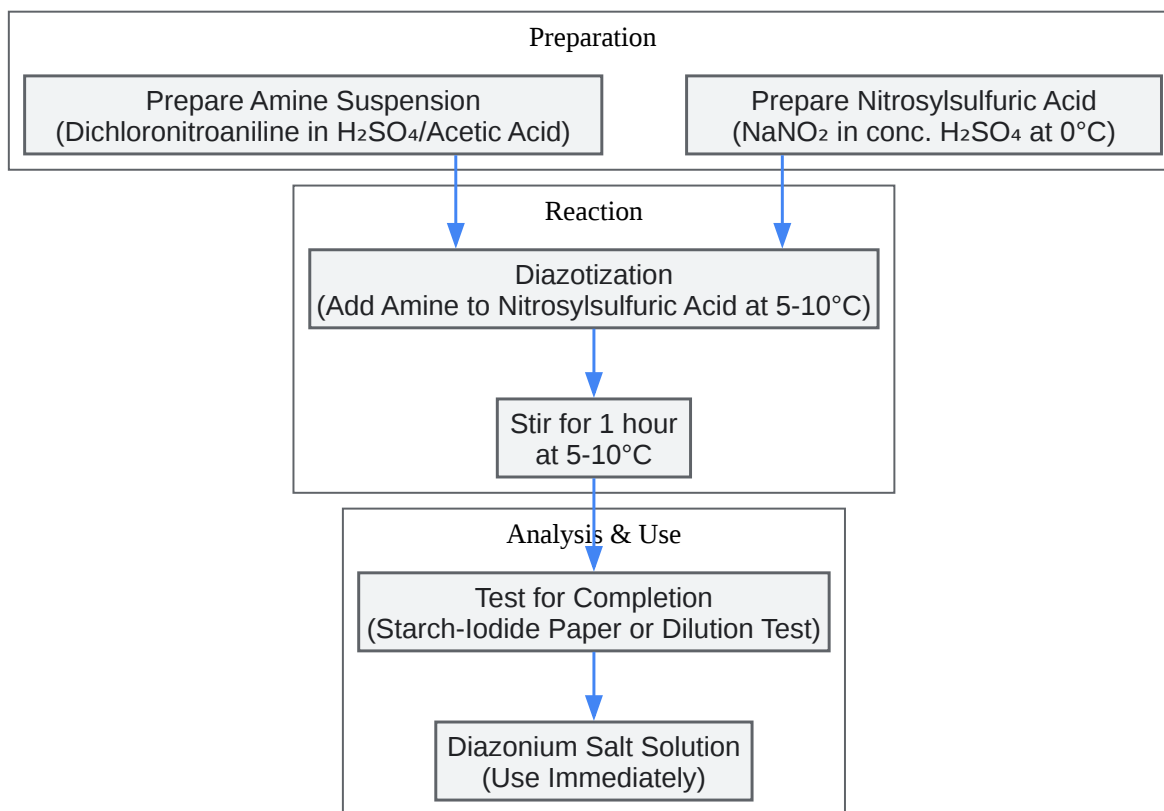 Preparation
Prepare Amine Suspension
(Dichloronitroaniline in H₂SO₄/Acetic Acid)
Prepare Nitrosylsulfuric Acid
(NaNO₂ in conc. H₂SO₄ at 0°C)
Reaction
Diazotization
(Add Amine to Nitrosylsulfuric Acid at 5-10°C)
Stir for 1 hour
at 5-10°C
Analysis & Use
Test for Completion
(Starch-Iodide Paper or Dilution Test)
Diazonium Salt Solution
(Use Immediately)